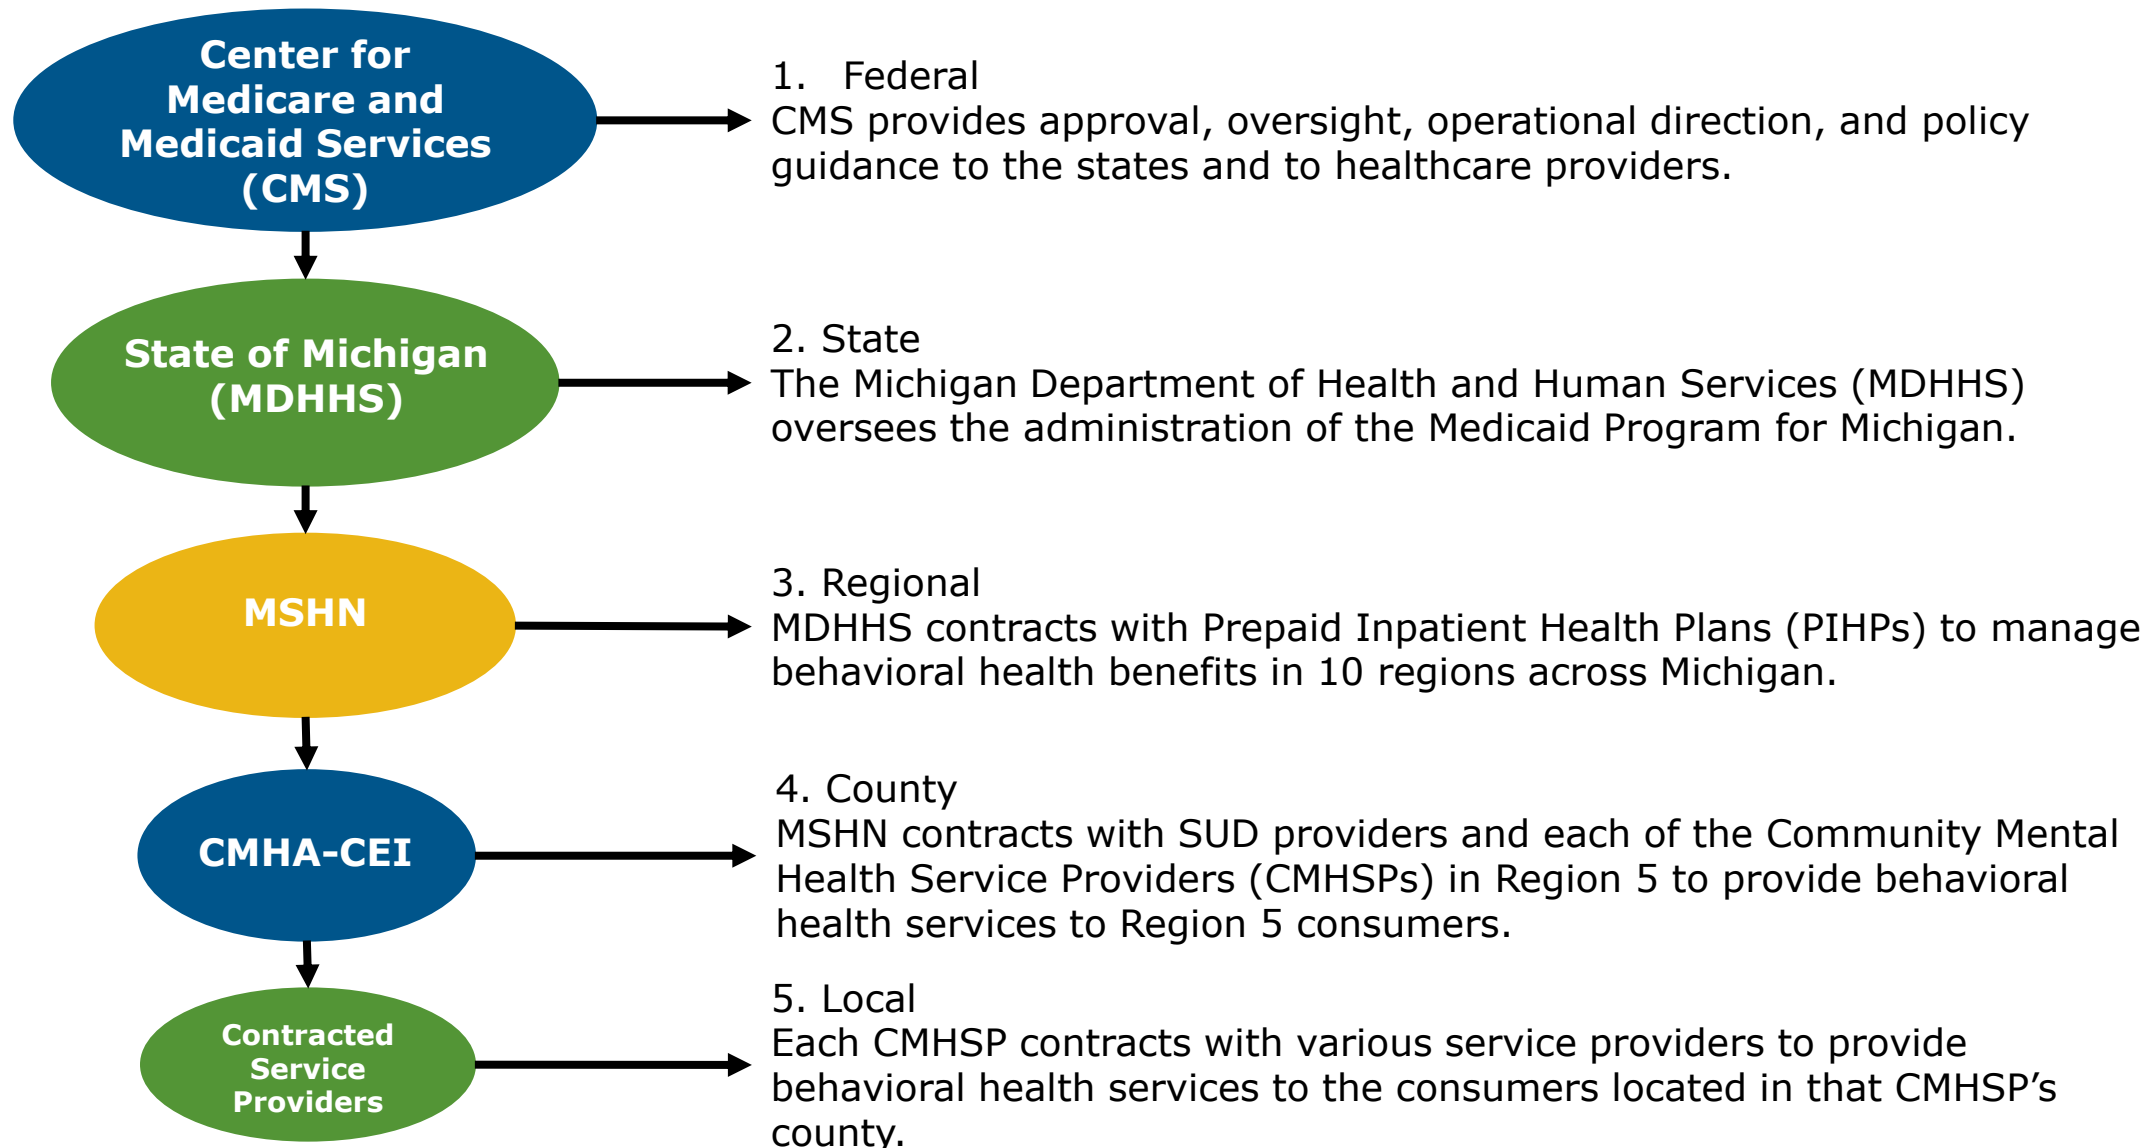 Center for
Medicare and
Medicaid Services
(CMS)
1. Federal
CMS provides approval, oversight, operational direction, and policy
guidance to the states and to healthcare providers.
State of Michigan
(MDHHS)
2. State
The Michigan Department of Health and Human Services (MDHHS)
oversees the administration of the Medicaid Program for Michigan.
MSHN
3. Regional
MDHHS contracts with Prepaid Inpatient Health Plans (PIHPs) to manage
behavioral health benefits in 10 regions across Michigan.
CMHA-CEI
4. County
MSHN contracts with SUD providers and each of the Community Mental
Health Service Providers (CMHSPs) in Region 5 to provide behavioral
health services to Region 5 consumers.
Contracted
Service
Providers
5. Local
Each CMHSP contracts with various service providers to provide
behavioral health services to the consumers located in that CMHSP’s
county.